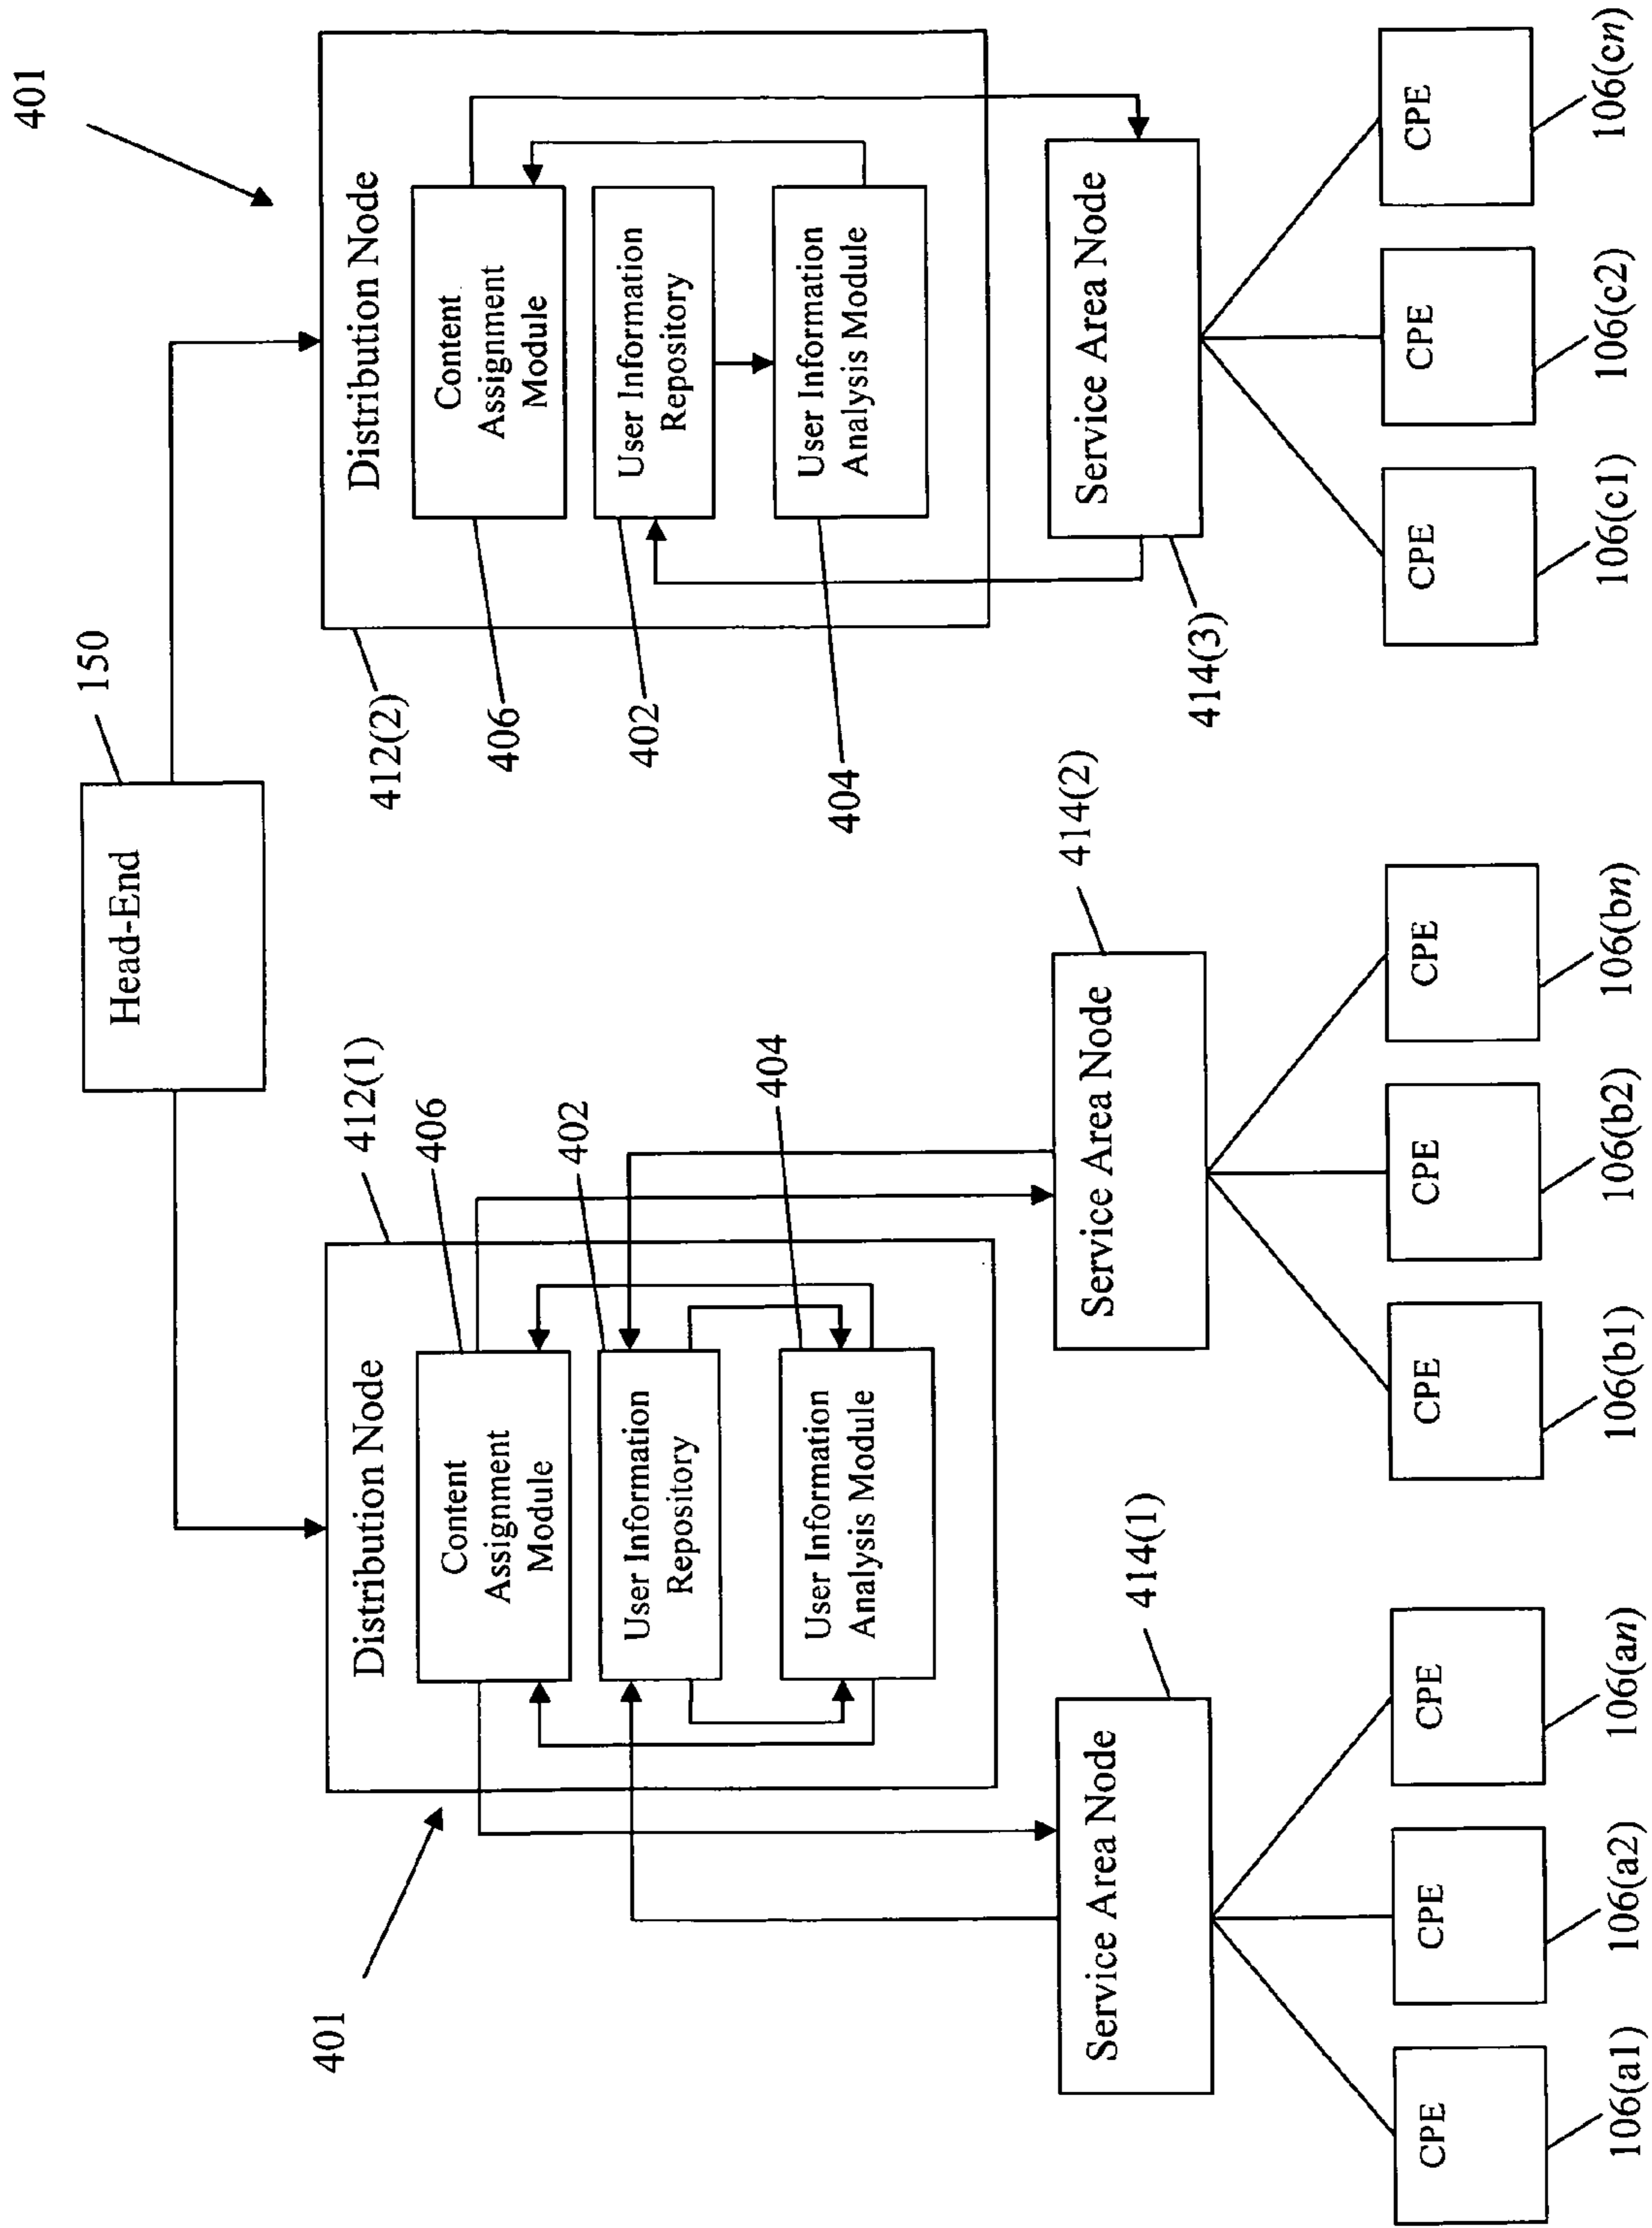 401
Head-End
150
412(1)
Distribution Node
406
Content
Assignment
Module
402
User Information
Repository
404
User Information
Analysis Module
401
412(2)
Distribution Node
406
Content
Assignment
Module
402
User Information
Repository
404
User Information
Analysis Module
414(1)
Service Area Node
414(2)
Service Area Node
414(3)
Service Area Node
CPE
CPE
CPE
CPE
CPE
CPE
CPE
CPE
CPE
106(a1)
106(a2)
106(an)
106(b1)
106(b2)
106(bn)
106(c1)
106(c2)
106(cn)